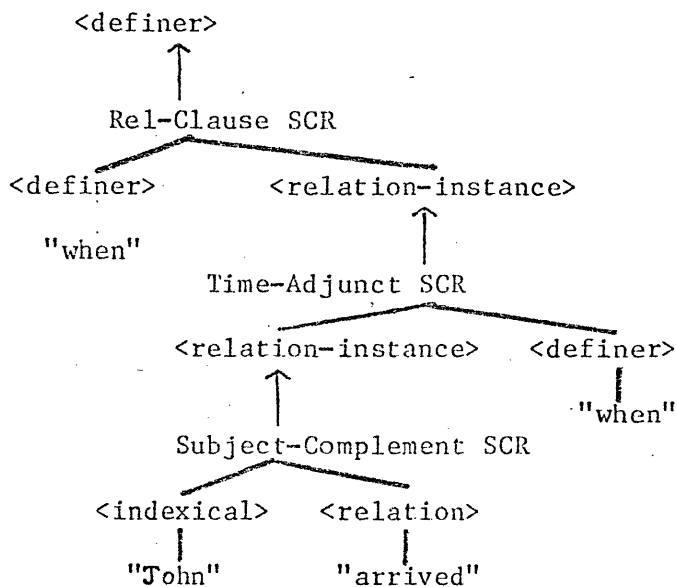 <definer>
Rel-Clause SCR
<definer> <relation-instance>
"when"
Time-Adjunct SCR
<relation-instance> <definer>
"when"
Subject-Complement SCR
<indexical> <relation>
"John" "arrived"